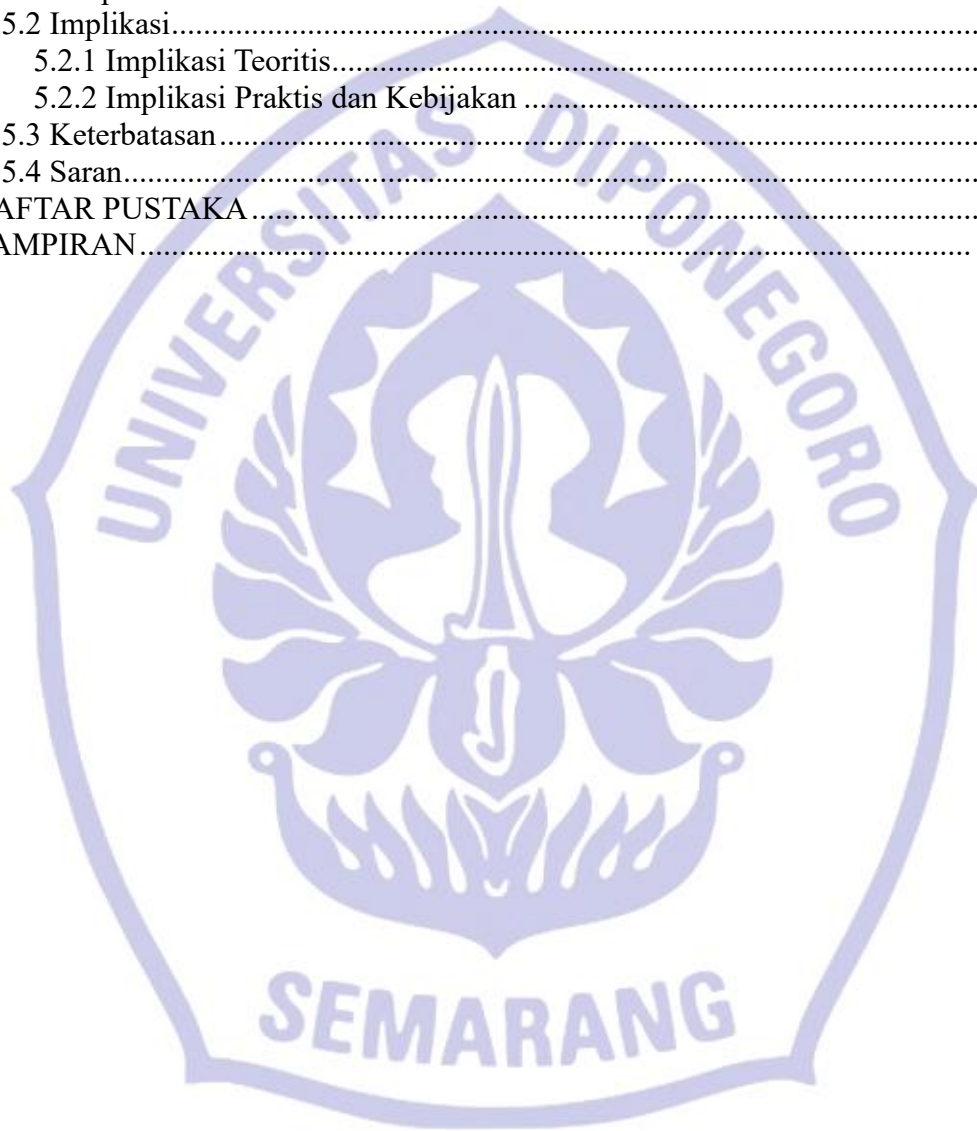 5.2 Implikasi................................................................................................
5.2.1 Implikasi Teoritis..............................................................................
5.2.2 Implikasi Praktis dan Kebijakan .......................................................
5.3 Keterbatasan..........................................................................................
5.4 Saran.......................................................................................................
AFTAR PUSTAKA......................................................................................
AMPIRAN..................................................................................................
UNIVERSITAS DIPONEGORO
SEMARANG